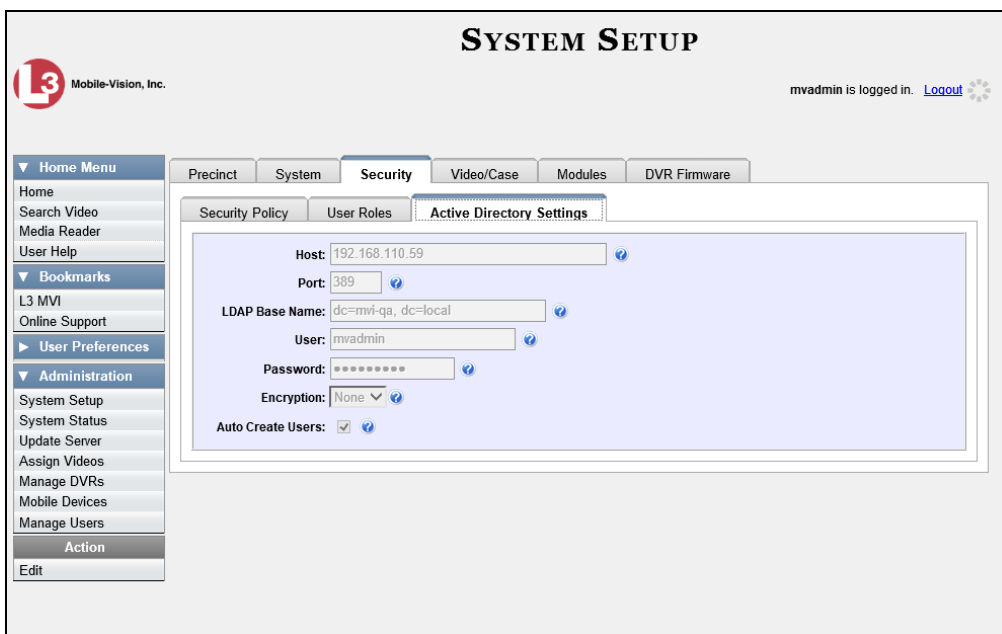 SYSTEM SETUP
L3 Mobile-Vision, Inc.
mvadmin is logged in. Logout
▼ Home Menu
Home
Search Video
Media Reader
User Help
▼ Bookmarks
L3 MVI
Online Support
▶ User Preferences
▼ Administration
System Setup
System Status
Update Server
Assign Videos
Manage DVRs
Mobile Devices
Manage Users
Action
Edit
Precinct System Security Video/Case Modules DVR Firmware
Security Policy User Roles Active Directory Settings
Host: 192.168.110.59 ?
Port: 389 ?
LDAP Base Name: dc=mvi-qa, dc=local ?
User: mvadmin ?
Password: ●●●●●●●●● ?
Encryption: None ?
Auto Create Users: ?